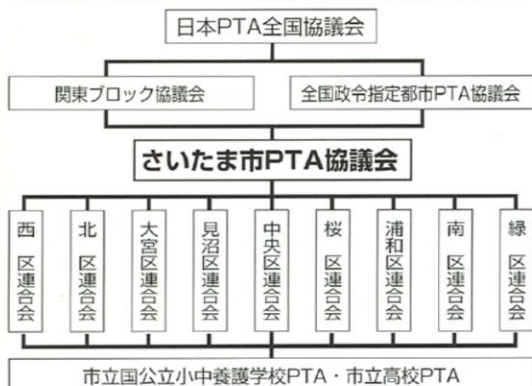 日本PTA全国協議会
関東ブロック協議会
全国政令指定都市PTA協議会
さいたま市PTA協議会
西 区連合会
北 区連合会
大宮区連合会
見沼区連合会
中央区連合会
桜 区連合会
浦和区連合会
南 区連合会
緑 区連合会
市立国公立小中養護学校PTA・市立高校PTA